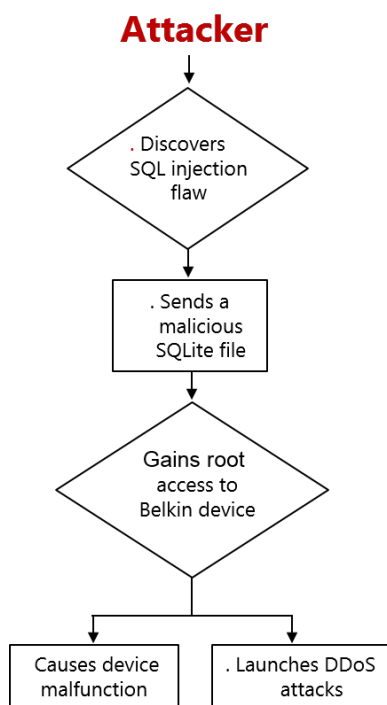 Attacker
. Discovers
SQL injection
flaw
. Sends a
malicious
SQLite file
Gains root
access to
Belkin device
Causes device
malfunction
. Launches DDoS
attacks